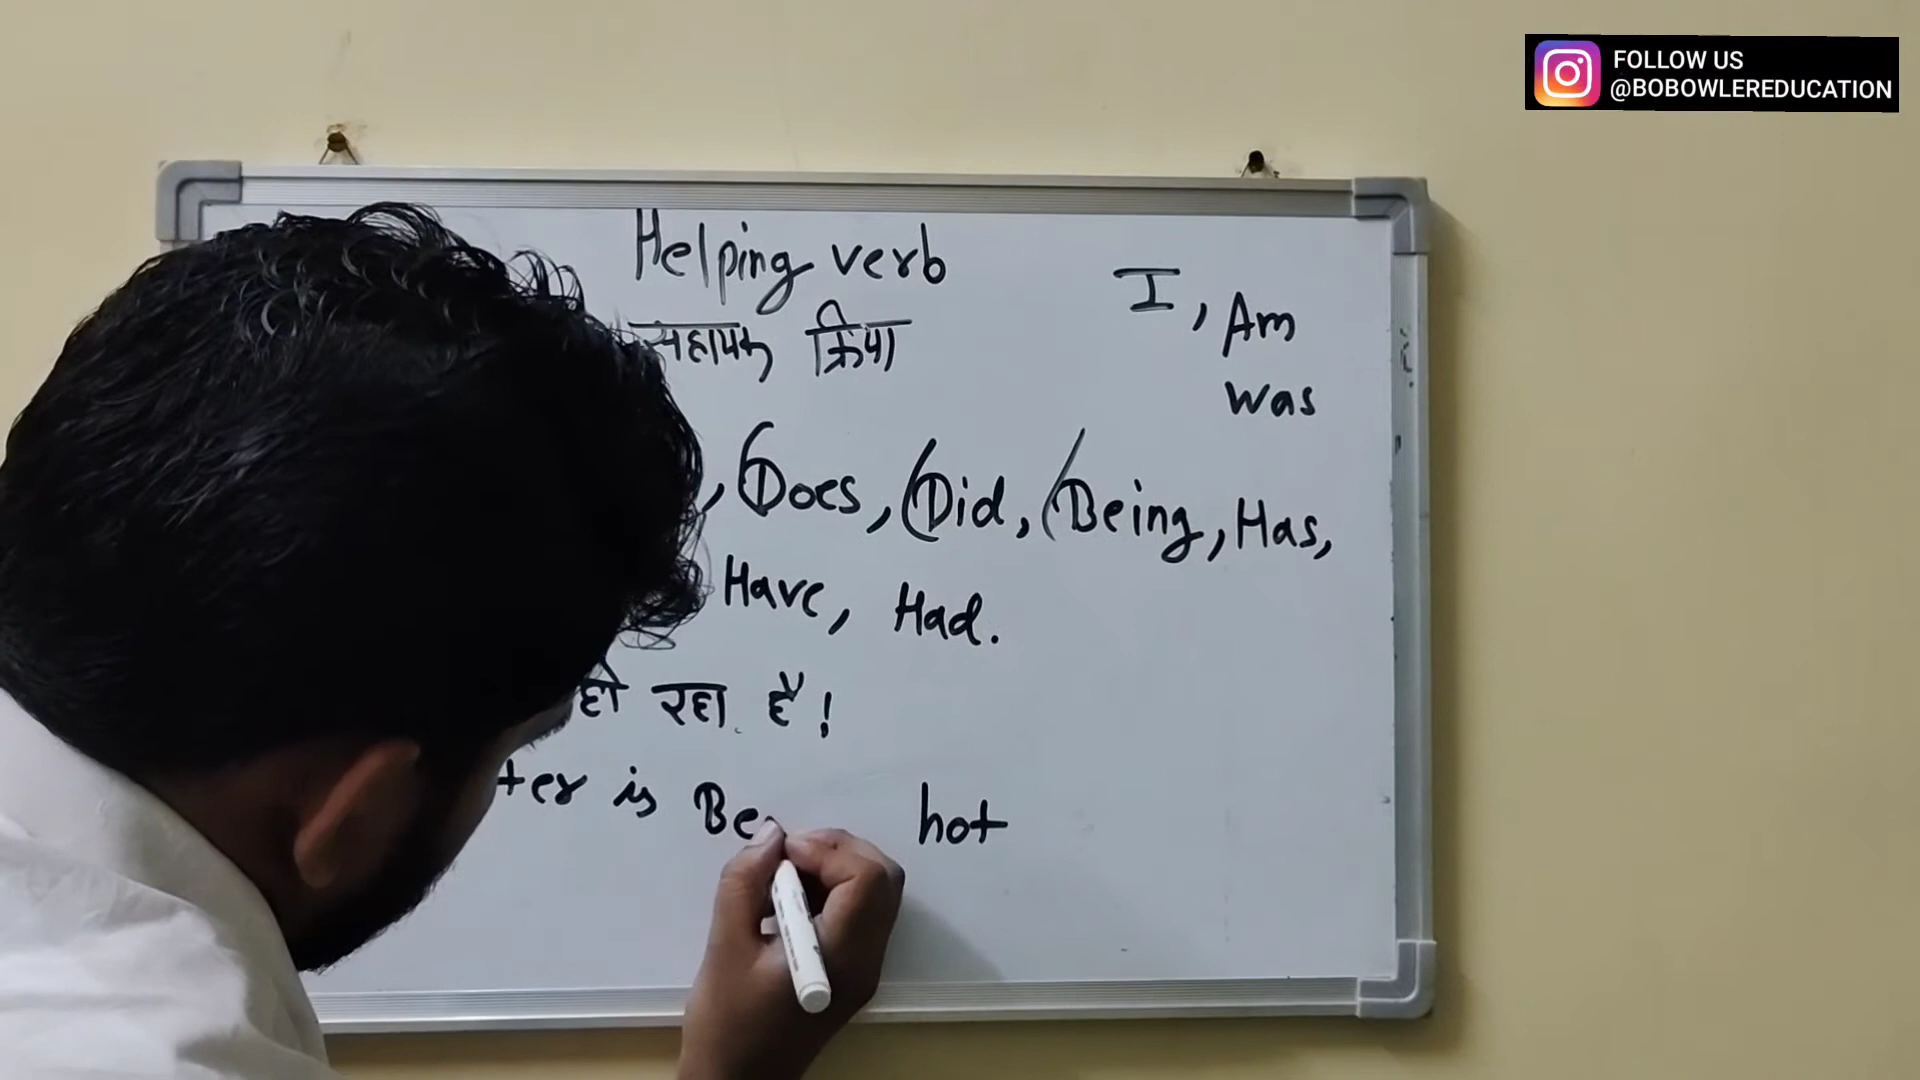 FOLLOW US
@BOBOWLEREDUCATION
Helping verb
सहायक क्रिया
I, Am
Was
, Does, Did, Being, Has,
Have, Had.
हो रहा है!
ter is Be hot